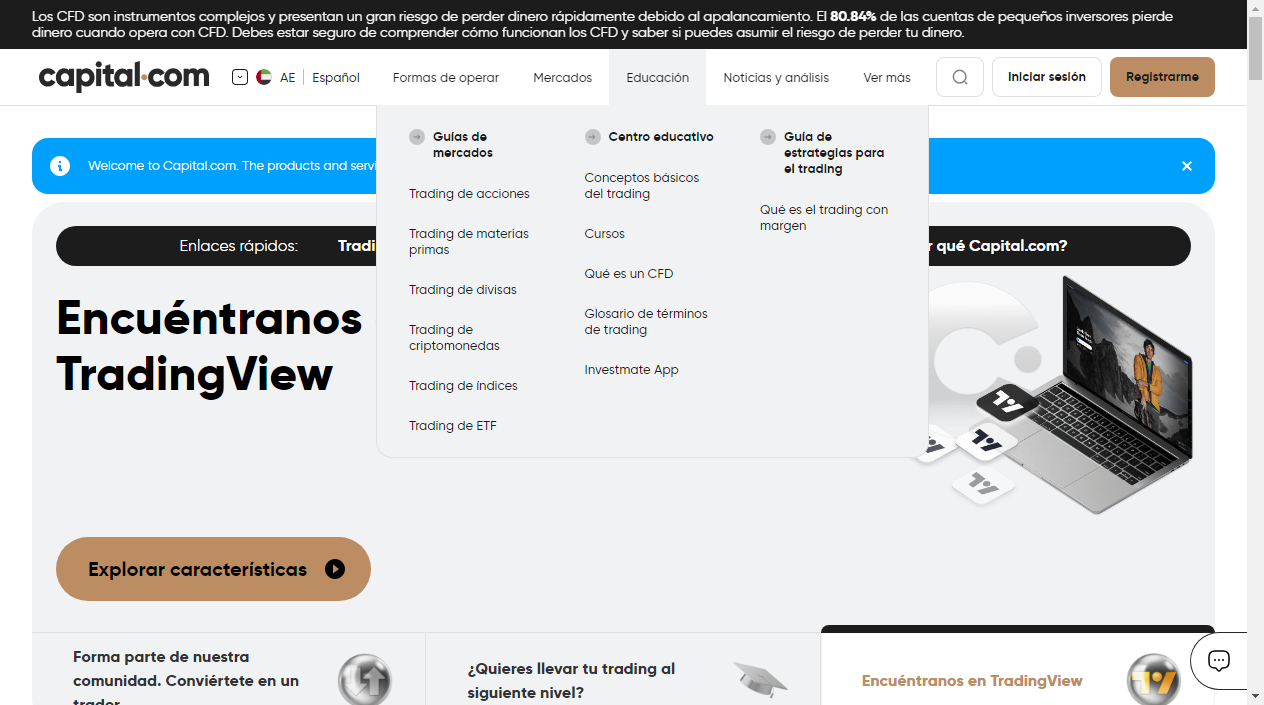 Los CFD son instrumentos complejos y presentan un gran riesgo de perder dinero rápidamente debido al apalancamiento. El 80.84% de las cuentas de pequeños inversores pierde
dinero cuando opera con CFD. Debes estar seguro de comprender cómo funcionan los CFD y saber si puedes asumir el riesgo de perder tu dinero.
capital.com
AE
Español
Formas de operar
Mercados
Educación
Noticias y análisis
Ver más
Iniciar sesión
Registrarme
Guías de
mercados
Trading de acciones
Trading de materias
primas
Trading de divisas
Trading de
criptomonedas
Trading de índices
Trading de ETF
Centro educativo
Conceptos básicos
del trading
Cursos
Qué es un CFD
Glosario de términos
de trading
Investmate App
Guía de
estrategias para
el trading
Qué es el trading con
margen
Welcome to Capital.com. The products and servi
Enlaces rápidos:
Tradi
r qué Capital.com?
Encuéntranos
TradingView
Explorar características
Forma parte de nuestra
comunidad. Conviértete en un
trader
¿Quieres llevar tu trading al
siguiente nivel?
Encuéntranos en TradingView